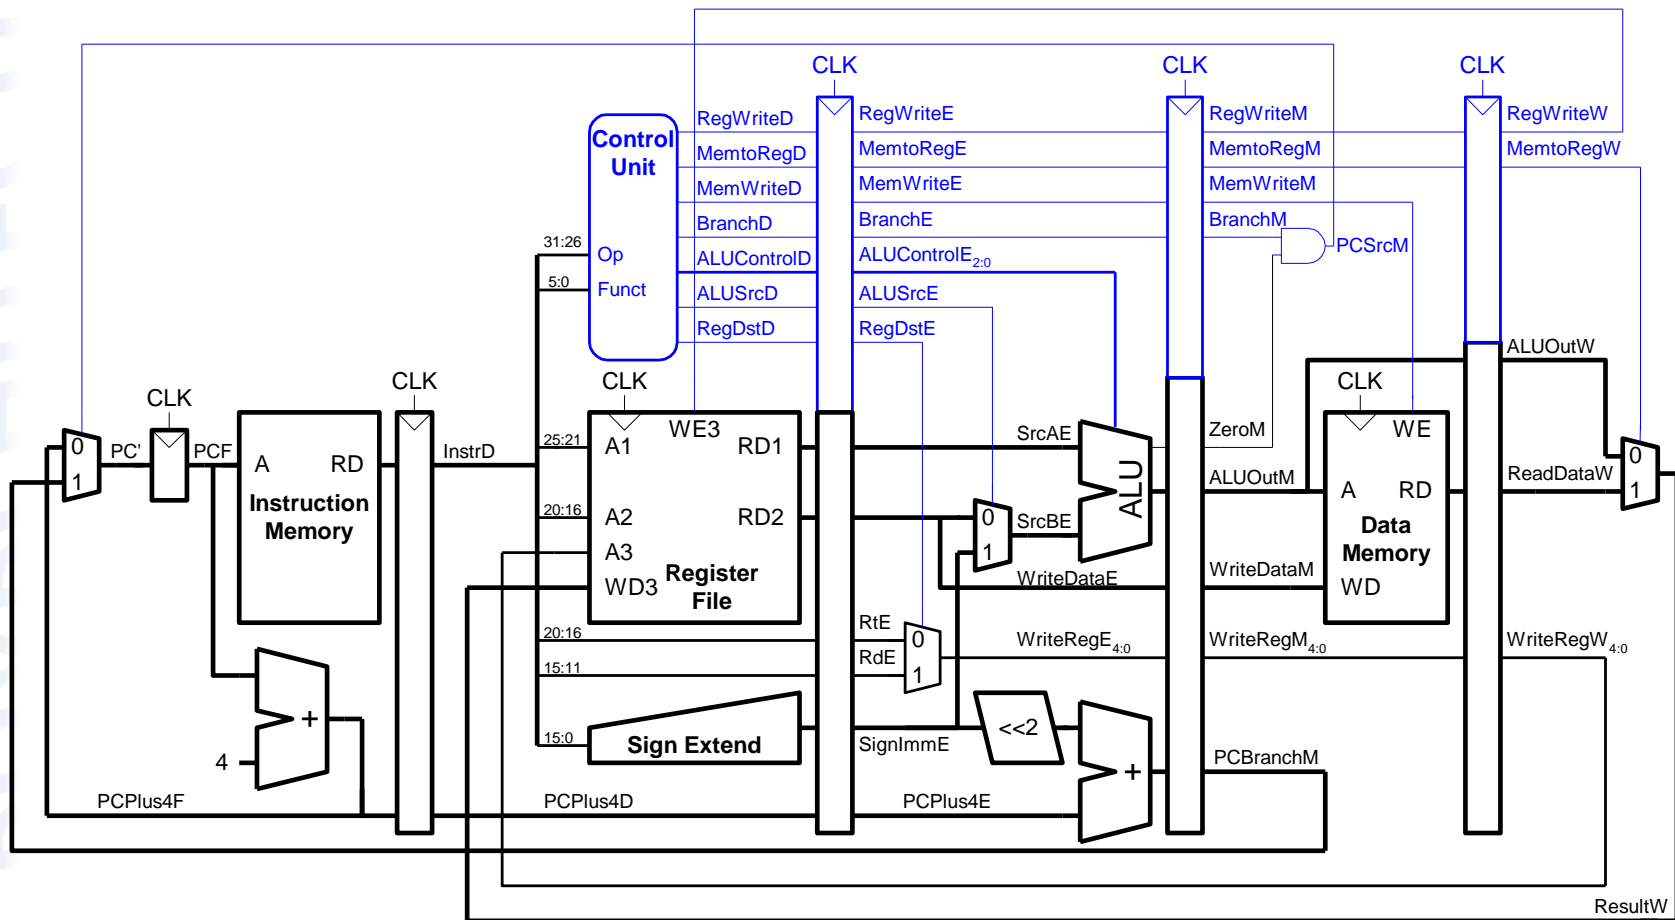 CLK CLK CLK
RegWriteD RegWriteE RegWriteM RegWriteW
Control
Unit
MemtoRegD MemtoRegE MemtoRegM MemtoRegW
MemWriteD MemWriteE MemWriteM
BranchD BranchE BranchM
31:26 Op ALUControlD ALUControlE2:0 PCSrcM
5:0 Funct ALUSrcD ALUSrcE
RegDstD RegDstE
ALUOutW
CLK CLK CLK CLK
0 PC' PCF A RD InstrD 25:21 A1 WE3 RD1 SrcAE ZeroM WE 0
1 ALU ALUOutM A RD ReadDataW 1
Instruction
Memory
20:16 A2 RD2 0 SrcBE Data
Memory
A3 1
WD3 Register
File
WriteDataE WriteDataM WD
20:16 RtE 0 WriteRegE4:0 WriteRegM4:0 WriteRegW4:0
15:11 RdE 1
+ 15:0 Sign Extend SignImmE <<2
4 + PCBranchM
PCPlus4F PCPlus4D PCPlus4E
ResultW